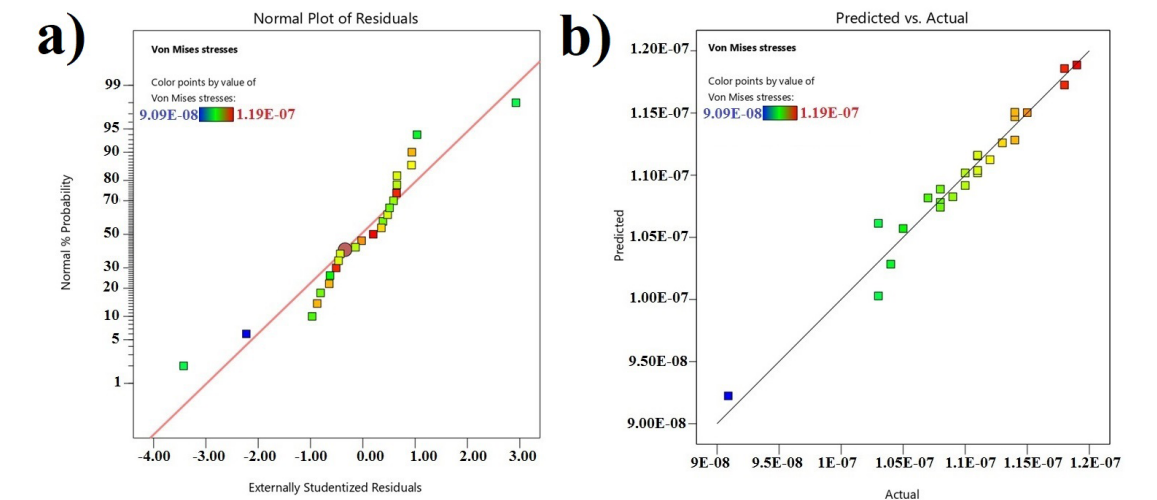 a)
Normal Plot of Residuals
Von Mises stresses
Color points by value of
Von Mises stresses:
9.09E-08 1.19E-07
Normal % Probability
99
95
90
80
70
50
30
20
10
5
1
-4.00 -3.00 -2.00 -1.00 0.00 1.00 2.00 3.00
Externally Studentized Residuals
b)
Predicted vs. Actual
Von Mises stresses
Color points by value of
Von Mises stresses:
9.09E-08 1.19E-07
Predicted
1.20E-07
1.15E-07
1.10E-07
1.05E-07
1.00E-07
9.50E-08
9.00E-08
9E-08 9.5E-08 1E-07 1.05E-07 1.1E-07 1.15E-07 1.2E-07
Actual